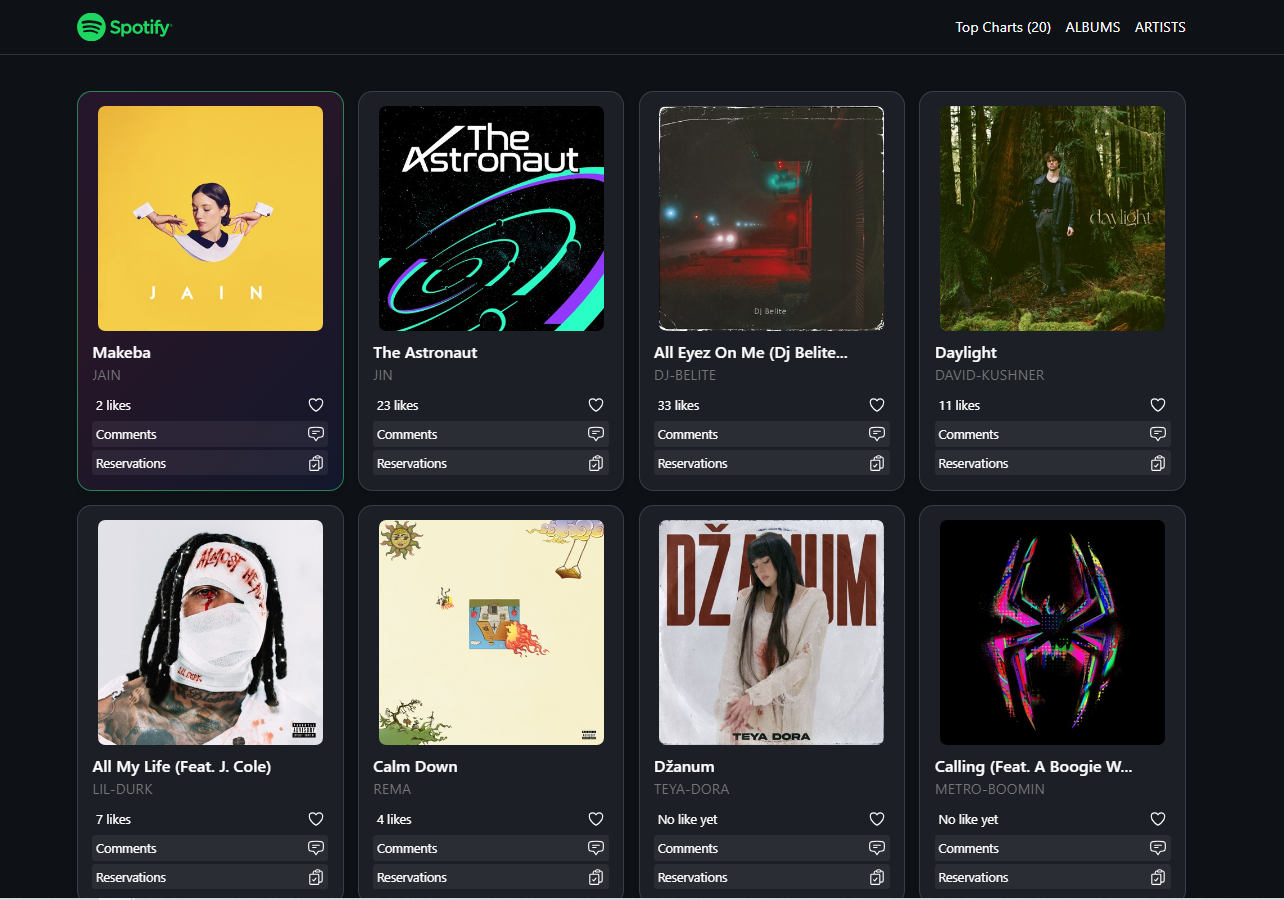 Spotify
Top Charts (20) ALBUMS ARTISTS
JAIN
The
Astronaut
Dj Belite
daylight
Makeba
JAIN
2 likes
Comments
Reservations
The Astronaut
JIN
23 likes
Comments
Reservations
All Eyez On Me (Dj Belite...
DJ-BELITE
33 likes
Comments
Reservations
Daylight
DAVID-KUSHNER
11 likes
Comments
Reservations
ALMOST HEALED
LIL DURK
DŽANUM
TEYA DORA
All My Life (Feat. J. Cole)
LIL-DURK
7 likes
Comments
Reservations
Calm Down
REMA
4 likes
Comments
Reservations
Džanum
TEYA-DORA
No like yet
Comments
Reservations
Calling (Feat. A Boogie W...
METRO-BOOMIN
No like yet
Comments
Reservations